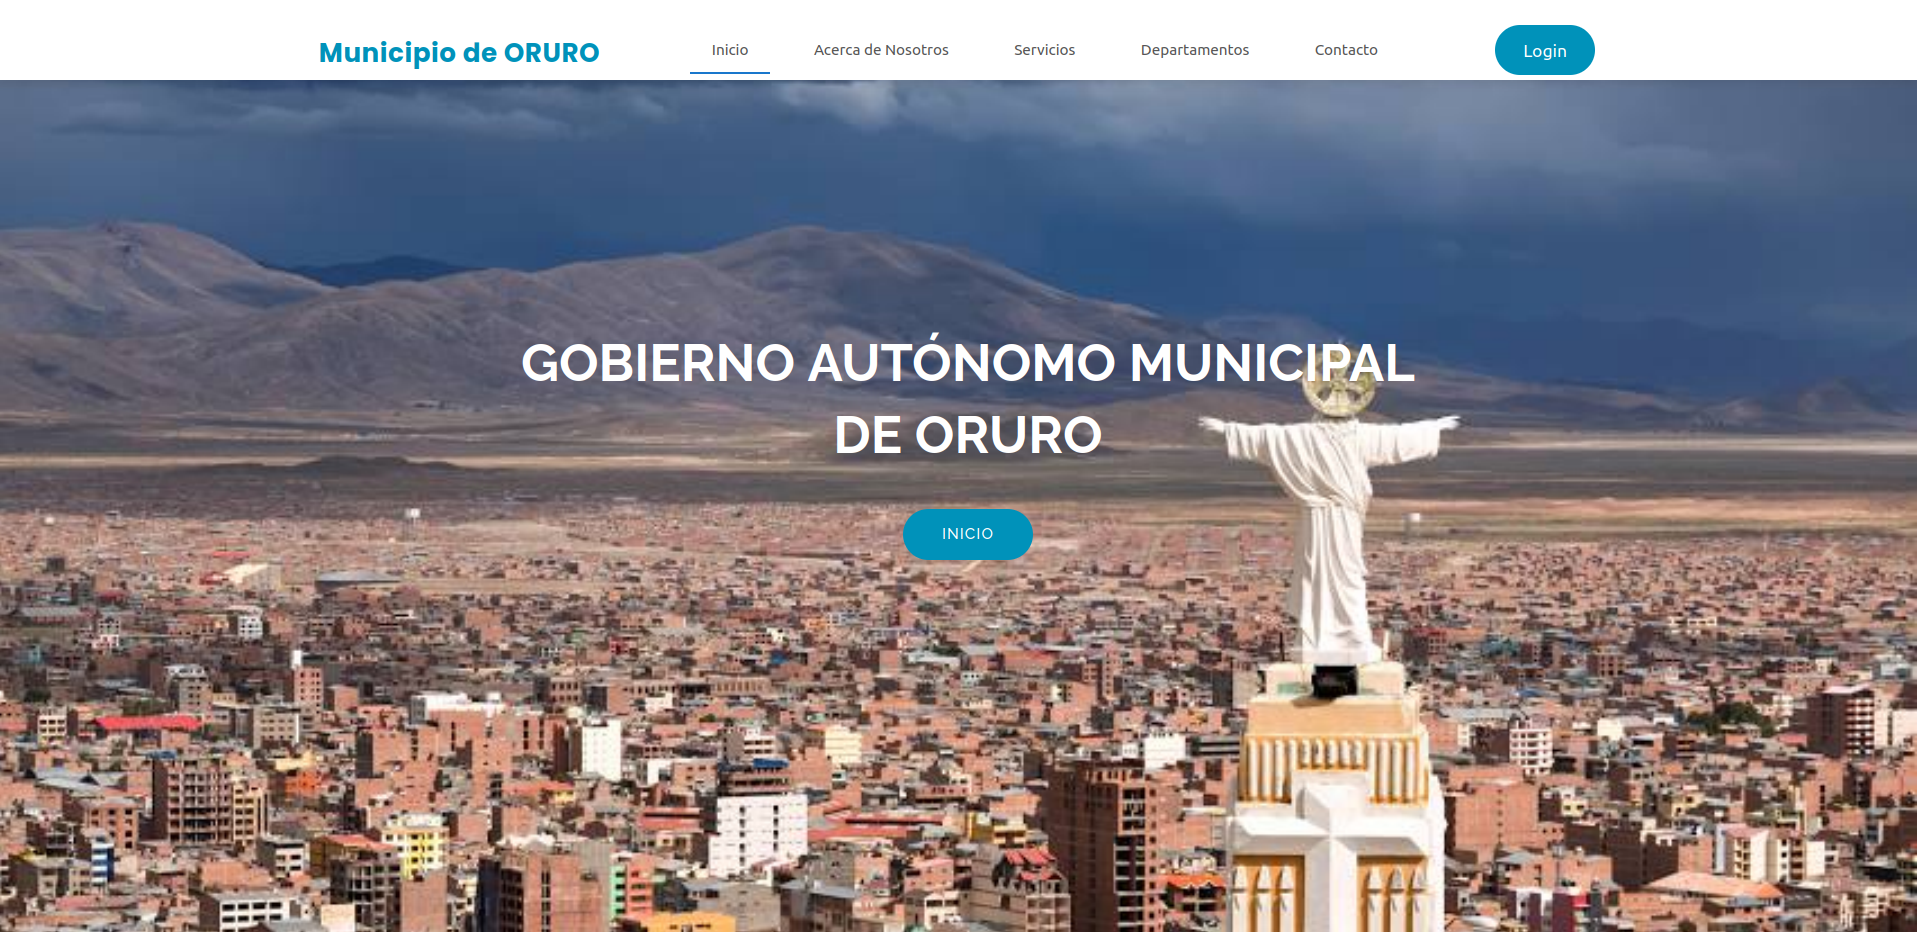 Municipio de ORURO
Inicio
Acerca de Nosotros
Servicios
Departamentos
Contacto
Login
GOBIERNO AUTÓNOMO MUNICIPAL
DE ORURO
INICIO